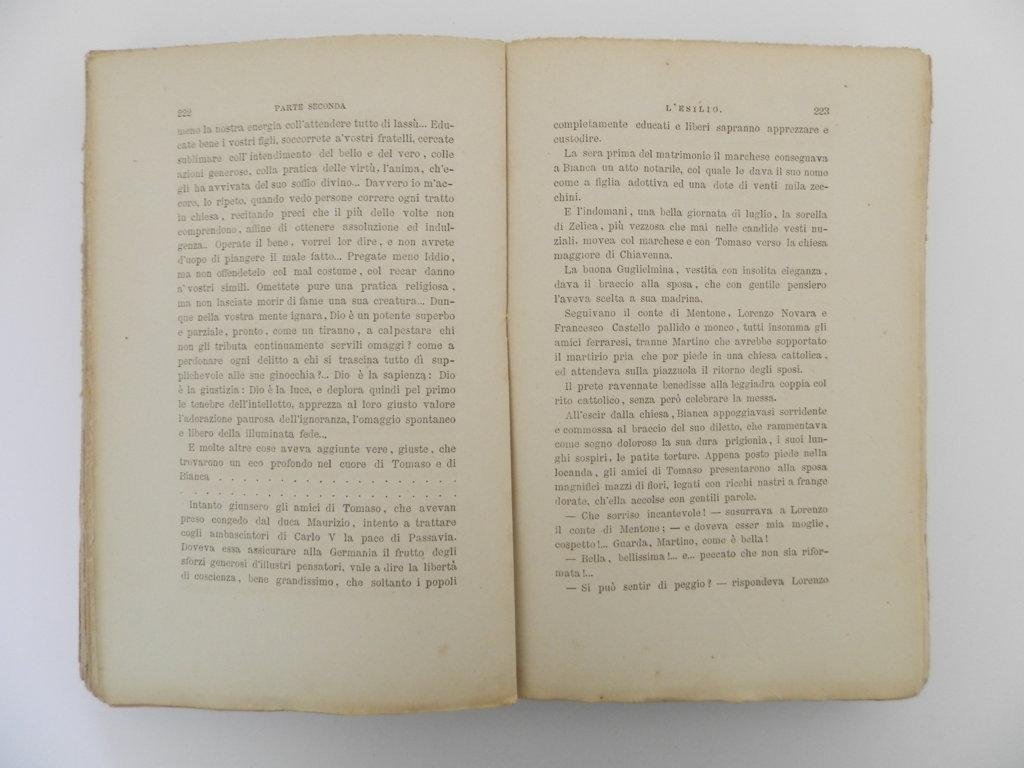 222
PARTE SECONDA
meno la nostra energia coll'attendere tutto di lassù... Edu-
cate bene i vostri figli, soccorrete a'vostri fratelli, cercate
sublimare coll'intendimento del bello e del vero, colle
azioni generose, colla pratica delle virtù, l'anima, ch'e-
gli ha avvivata del suo soffio divino... Davvero io m'ac-
coro, lo ripeto, quando vedo persone correre ogni tratto
in chiesa, recitando preci che il più delle volte non
comprendono, affine di ottenere assoluzione ed indul-
genza.. Operate il bene, vorrei lor dire, e non avrete
d'uopo di piangere il male fatto... Pregate meno Iddio,
ma non offendetelo col mal costume, col recar danno
a'vostri simili. Omettete pure una pratica religiosa,
ma non lasciate morir di fame una sua creatura... Dun-
que nella vostra mente ignara, Dio è un potente superbo
e parziale, pronto, come un tiranno, a calpestare chi
non gli tributa continuamente servili omaggi? come a
perdonare ogni delitto a chi si trascina tutto dì sup-
plichevole alle sue ginocchia?... Dio è la sapienza: Dio
è la giustizia: Dio è la luce, e deplora quindi pel primo
le tenebre dell'intelletto, apprezza al loro giusto valore
l'adorazione paurosa dell'ignoranza, l'omaggio spontaneo
e libero della illuminata fede...
E molte altre cose aveva aggiunte vere, giuste, che
trovarono un eco profondo nel cuore di Tomaso e di
Bianca . . . . . . . . . . . . . . . . . . .
. . . . . . . . . . . . . . . . . . . . . .
Intanto giunsero gli amici di Tomaso, che avevan
preso congedo dal duca Maurizio, intento a trattare
cogli ambasciatori di Carlo V la pace di Passavia.
Doveva essa assicurare alla Germania il frutto degli
sforzi generosi d'illustri pensatori, vale a dire la libertà
di coscienza, bene grandissimo, che soltanto i popoli
L'ESILIO.
223
completamente educati e liberi sapranno apprezzare e
custodire.
La sera prima del matrimonio il marchese consegnava
a Bianca un atto notarile, col quale le dava il suo nome
come a figlia adottiva ed una dote di venti mila zec-
chini.
E l'indomani, una bella giornata di luglio, la sorella
di Zelica, più vezzosa che mai nelle candide vesti nu-
ziali, movea col marchese e con Tomaso verso la chiesa
maggiore di Chiavenna.
La buona Guglielmina, vestita con insolita eleganza,
dava il braccio alla sposa, che con gentile pensiero
l'aveva scelta a sua madrina.
Seguivano il conte di Mentone, Lorenzo Novara e
Francesco Castello pallido e monco, tutti insomma gli
amici ferraresi, tranne Martino che avrebbe sopportato
il martirio pria che por piede in una chiesa cattolica,
ed attendeva sulla piazzuola il ritorno degli sposi.
Il prete ravennate benedisse alla leggiadra coppia col
rito cattolico, senza però celebrare la messa.
All'escir dalla chiesa, Bianca appoggiavasi sorridente
e commossa al braccio del suo diletto, che rammentava
come sogno doloroso la sua dura prigionia, i suoi lun-
ghi sospiri, le patite torture. Appena posto piede nella
locanda, gli amici di Tomaso presentarono alla sposa
magnifici mazzi di fiori, legati con ricchi nastri a frange
dorate, ch'ella accolse con gentili parole.
— Che sorriso incantevole! — susurrava a Lorenzo
il conte di Mentone; — e doveva esser mia moglie,
cospetto!... Guarda, Martino, come è bella!
— Bella, bellissima!... e... peccato che non sia rifor-
mata!...
— Si può sentir di peggio? — rispondeva Lorenzo